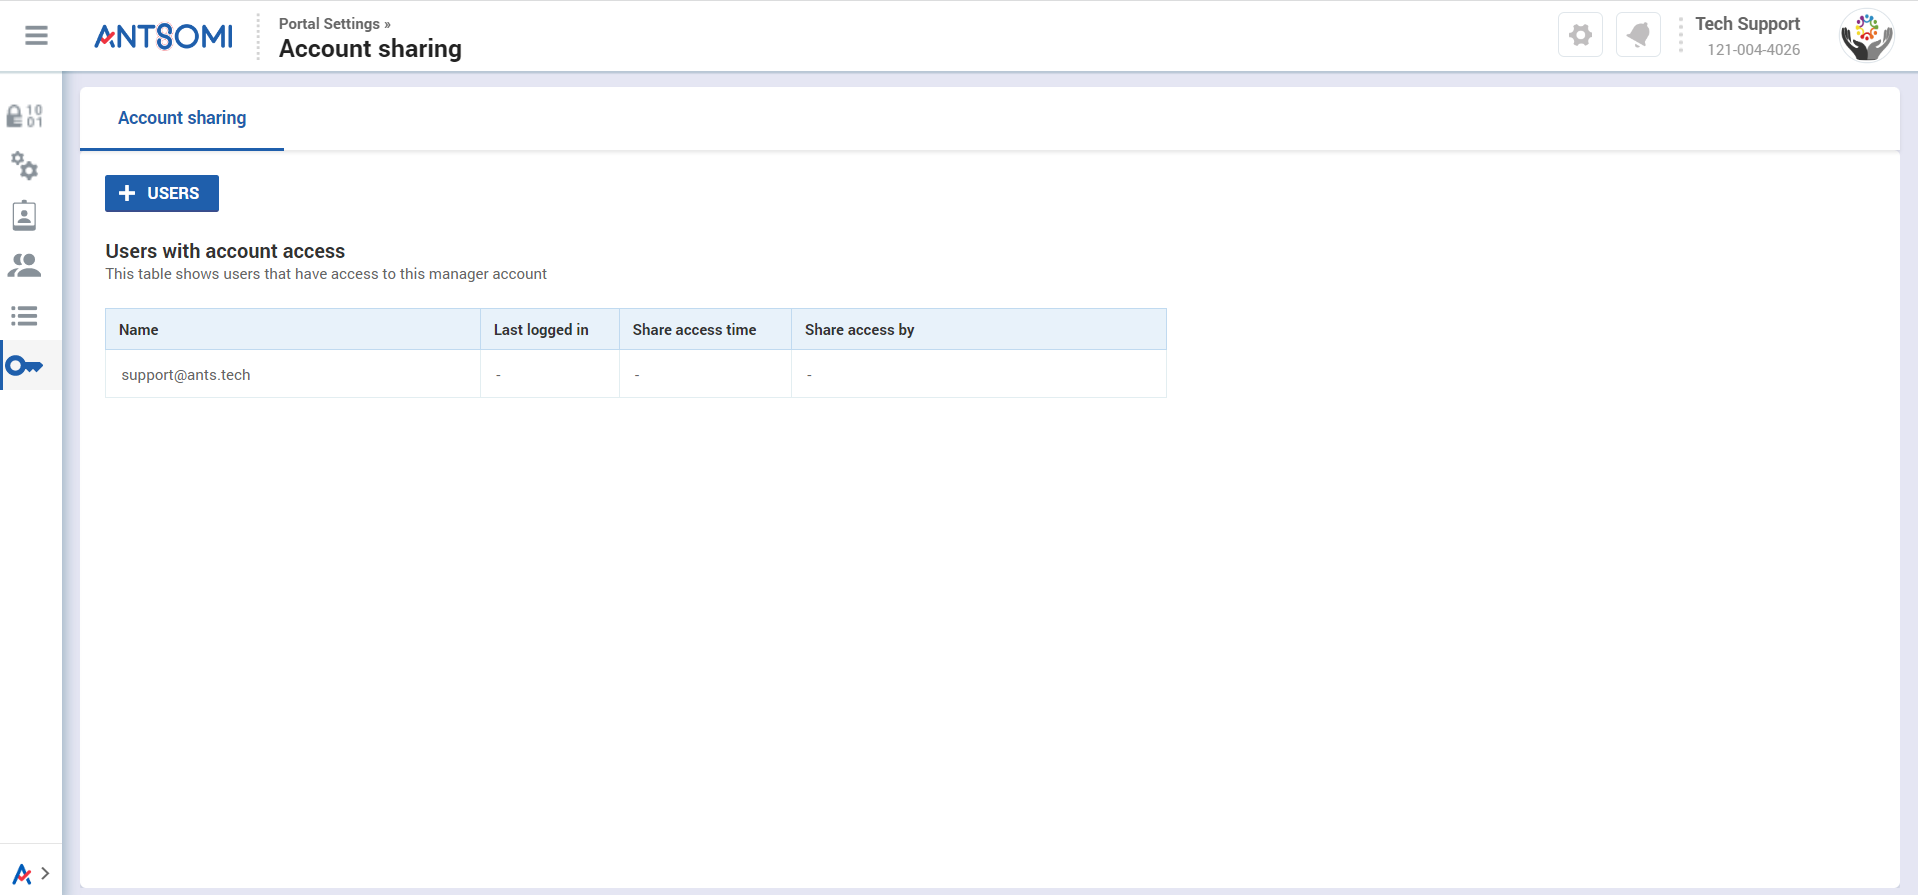 ANTSOMI
Portal Settings »
Account sharing
Tech Support
121-004-4026
10
01
Account sharing
+ USERS
Users with account access
This table shows users that have access to this manager account
Name Last logged in Share access time Share access by
support@ants.tech - - -